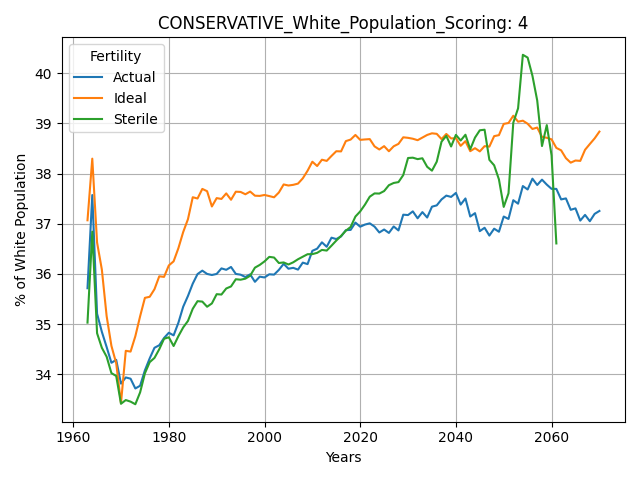 CONSERVATIVE_White_Population_Scoring: 4
Fertility
Actual
Ideal
Sterile
% of White Population
40
39
38
37
36
35
34
1960
1980
2000
2020
2040
2060
Years